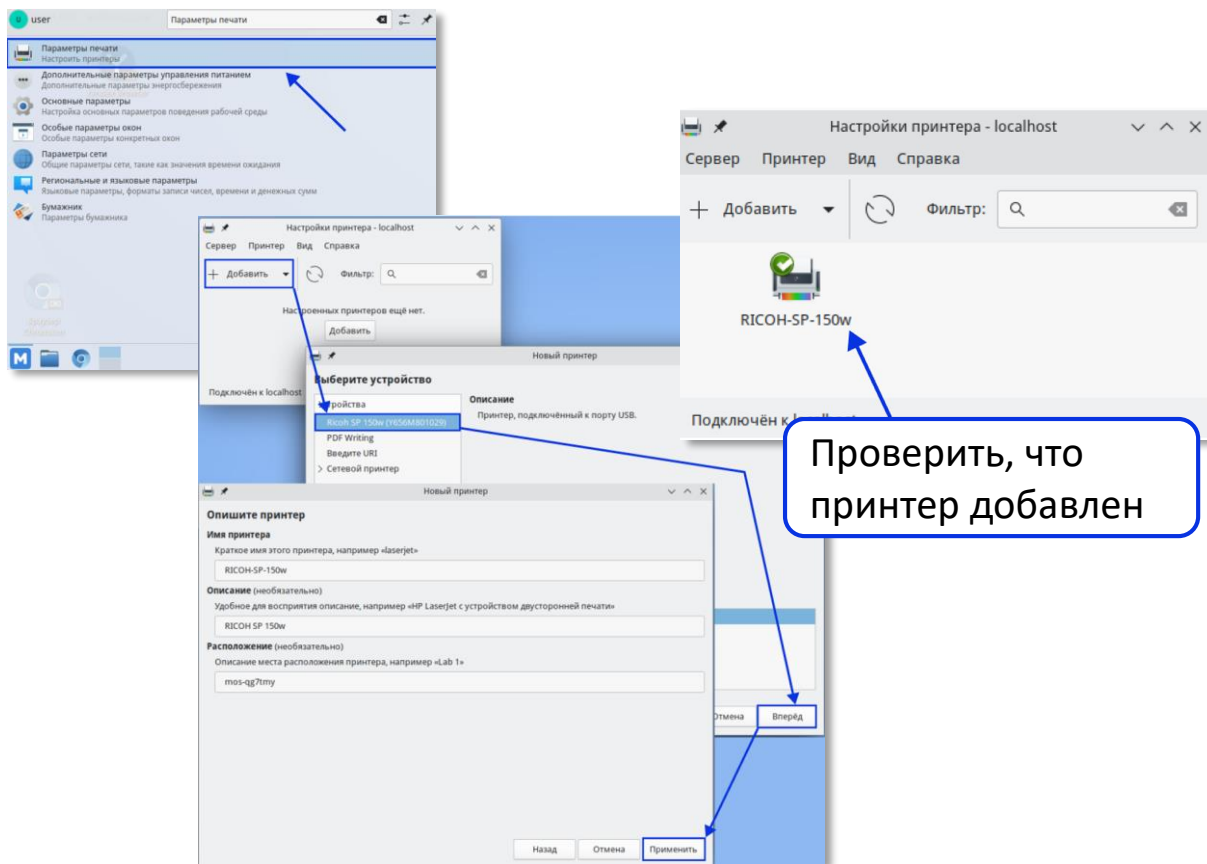 user
Параметры печати
Параметры печати
Настроить принтеры
Дополнительные параметры управления питанием
Дополнительные параметры энергосбережения
Основные параметры
Настройка основных параметров поведения рабочей среды
Особые параметры окон
Особые параметры конкретных окон
Параметры сети
Общие параметры сети, такие как значения времени ожидания
Региональные и языковые параметры
Языковые параметры, форматы записи чисел, времени и денежных сумм
Бумажник
Параметры бумажника
Настройки принтера - localhost
Сервер Принтер Вид Справка
Добавить Фильтр:
Настроенных принтеров ещё нет.
Добавить
Подключён к localhost
Новый принтер
Выберите устройство
Описание
Ricoh SP 150w (Y656M801029)
Принтер, подключённый к порту USB.
PDF Writing
Введите URI
Сетевой принтер
Отмена Вперёд
Новый принтер
Опишите принтер
Имя принтера
Краткое имя этого принтера, например «laserjet»
RICOH-SP-150w
Описание (необязательно)
Удобное для восприятия описание, например «HP LaserJet с устройством двусторонней печати»
RICOH SP 150w
Расположение (необязательно)
Описание места расположения принтера, например «Lab 1»
mos-qg7tmy
Назад Отмена Применить
Настройки принтера - localhost
Сервер Принтер Вид Справка
Добавить Фильтр:
RICOH-SP-150w
Подключён к
Проверить, что
принтер добавлен